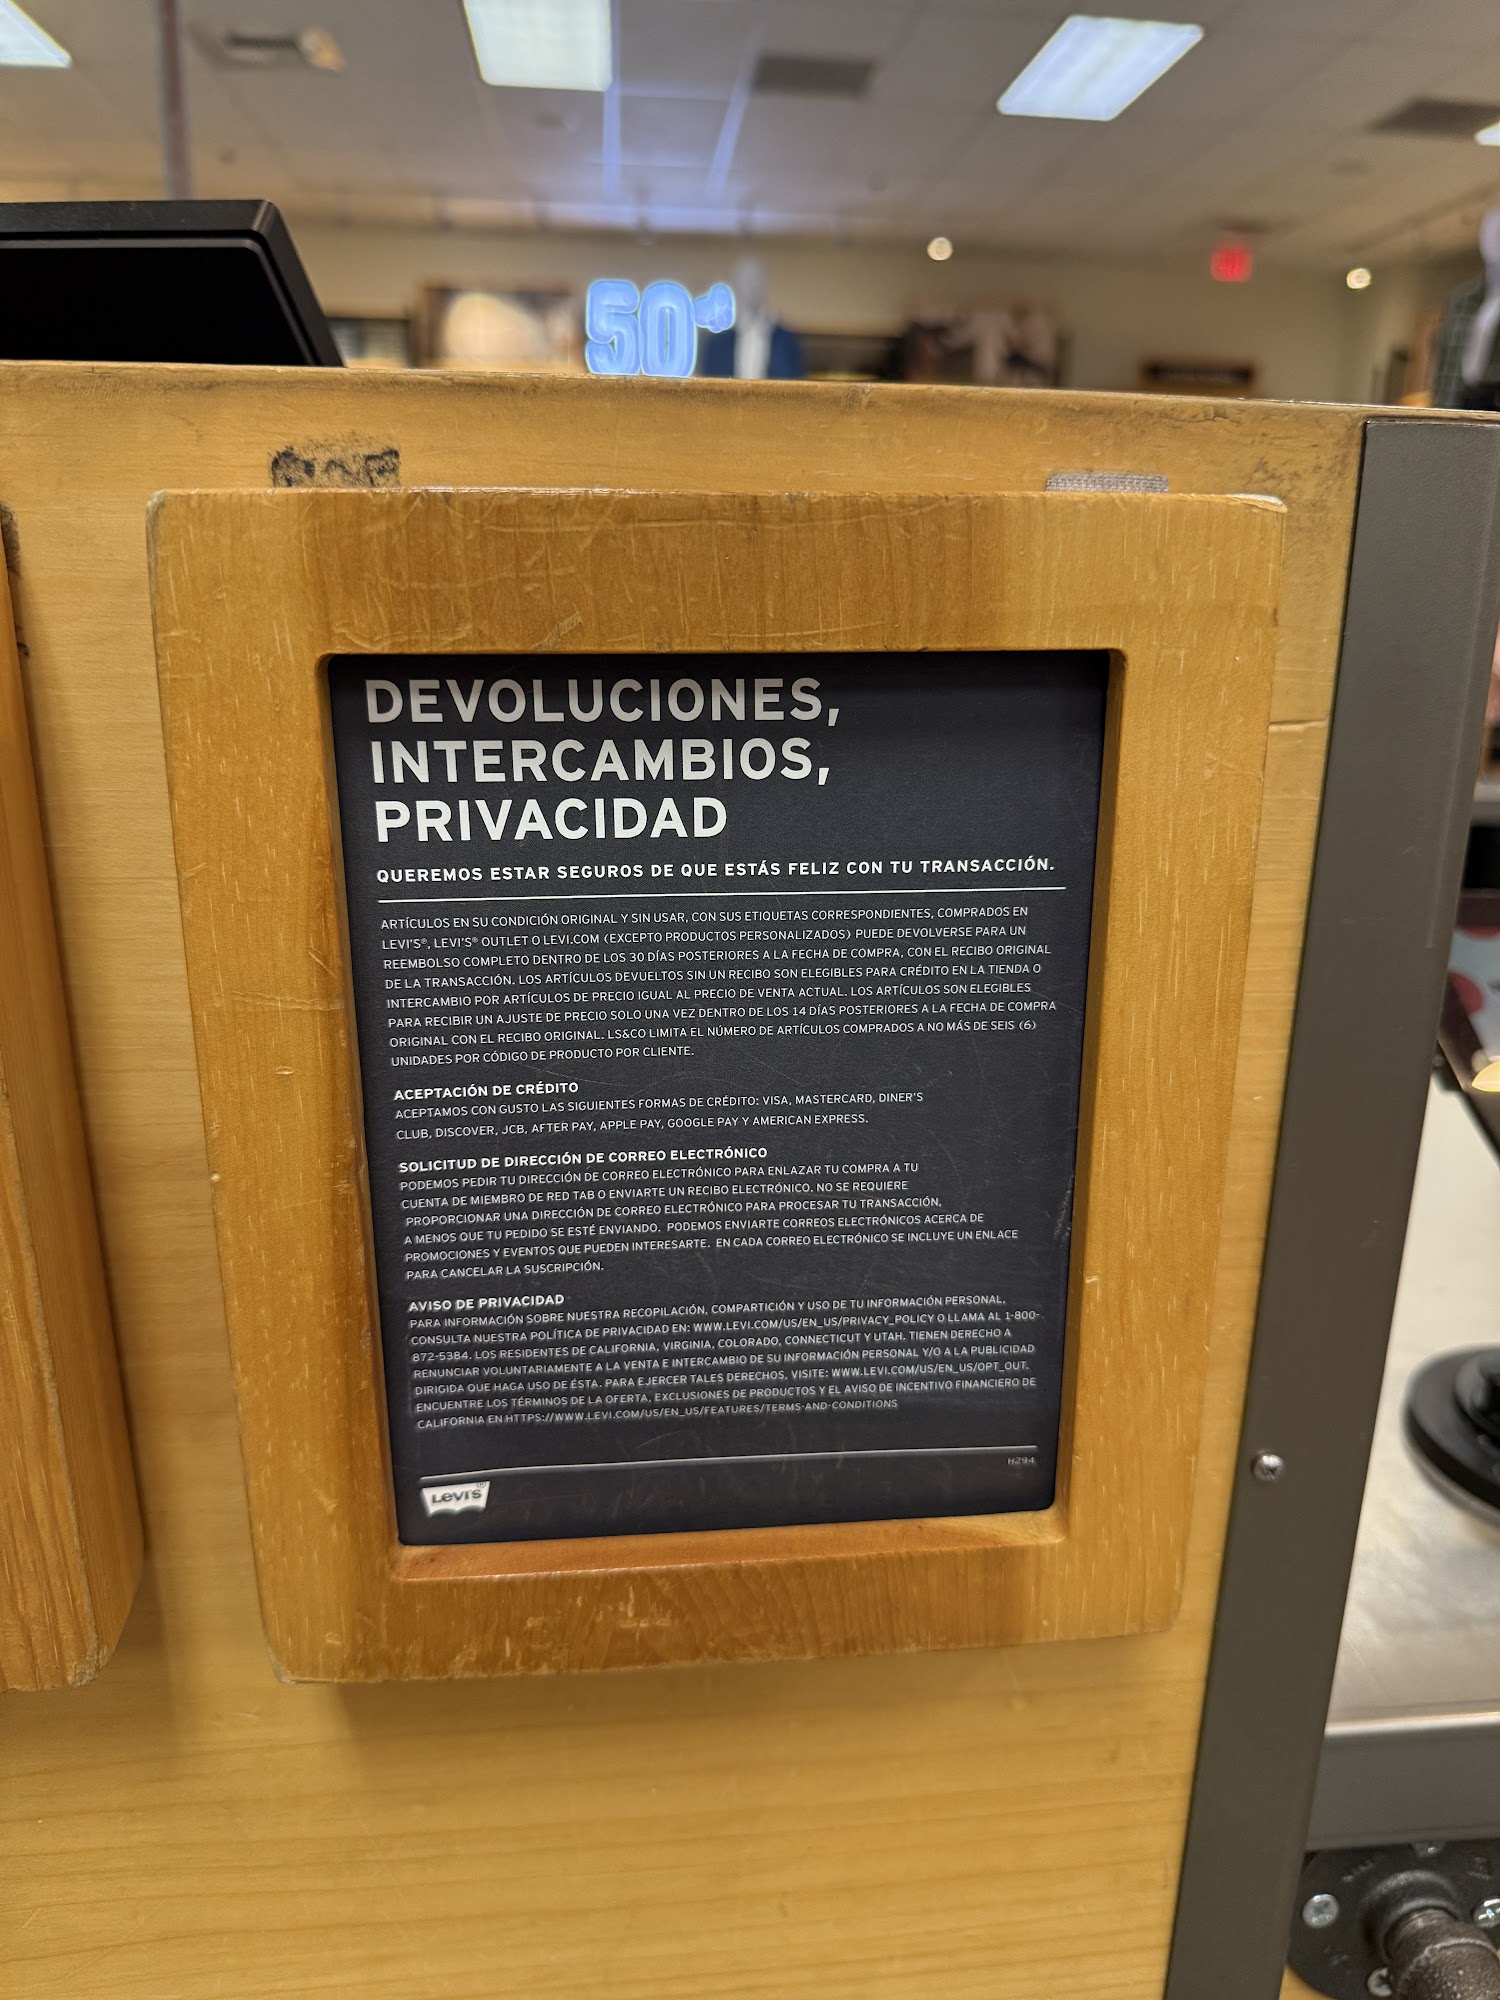 50
DEVOLUCIONES,
INTERCAMBIOS,
PRIVACIDAD
QUEREMOS ESTAR SEGUROS DE QUE ESTÁS FELIZ CON TU TRANSACCIÓN.
ARTÍCULOS EN SU CONDICIÓN ORIGINAL Y SIN USAR, CON SUS ETIQUETAS CORRESPONDIENTES, COMPRADOS EN
LEVI'S®, LEVI'S® OUTLET O LEVI.COM (EXCEPTO PRODUCTOS PERSONALIZADOS) PUEDE DEVOLVERSE PARA UN
REEMBOLSO COMPLETO DENTRO DE LOS 30 DÍAS POSTERIORES A LA FECHA DE COMPRA, CON EL RECIBO ORIGINAL
DE LA TRANSACCIÓN. LOS ARTÍCULOS DEVUELTOS SIN UN RECIBO SON ELEGIBLES PARA CRÉDITO EN LA TIENDA O
INTERCAMBIO POR ARTÍCULOS DE PRECIO IGUAL AL PRECIO DE VENTA ACTUAL. LOS ARTÍCULOS SON ELEGIBLES
PARA RECIBIR UN AJUSTE DE PRECIO SOLO UNA VEZ DENTRO DE LOS 14 DÍAS POSTERIORES A LA FECHA DE COMPRA
ORIGINAL CON EL RECIBO ORIGINAL. LS&CO LIMITA EL NÚMERO DE ARTÍCULOS COMPRADOS A NO MÁS DE SEIS (6)
UNIDADES POR CÓDIGO DE PRODUCTO POR CLIENTE.
ACEPTACIÓN DE CRÉDITO
ACEPTAMOS CON GUSTO LAS SIGUIENTES FORMAS DE CRÉDITO: VISA, MASTERCARD, DINER'S
CLUB, DISCOVER, JCB, AFTER PAY, APPLE PAY, GOOGLE PAY Y AMERICAN EXPRESS.
SOLICITUD DE DIRECCIÓN DE CORREO ELECTRÓNICO
PODEMOS PEDIR TU DIRECCIÓN DE CORREO ELECTRÓNICO PARA ENLAZAR TU COMPRA A TU
CUENTA DE MIEMBRO DE RED TAB O ENVIARTE UN RECIBO ELECTRÓNICO. NO SE REQUIERE
PROPORCIONAR UNA DIRECCIÓN DE CORREO ELECTRÓNICO PARA PROCESAR TU TRANSACCIÓN,
A MENOS QUE TU PEDIDO SE ESTÉ ENVIANDO. PODEMOS ENVIARTE CORREOS ELECTRÓNICOS ACERCA DE
PROMOCIONES Y EVENTOS QUE PUEDEN INTERESARTE. EN CADA CORREO ELECTRÓNICO SE INCLUYE UN ENLACE
PARA CANCELAR LA SUSCRIPCIÓN.
AVISO DE PRIVACIDAD
PARA INFORMACIÓN SOBRE NUESTRA RECOPILACIÓN, COMPARTICIÓN Y USO DE TU INFORMACIÓN PERSONAL,
CONSULTA NUESTRA POLÍTICA DE PRIVACIDAD EN: WWW.LEVI.COM/US/EN_US/PRIVACY_POLICY O LLAMA AL 1-800-
872-5384. LOS RESIDENTES DE CALIFORNIA, VIRGINIA, COLORADO, CONNECTICUT Y UTAH. TIENEN DERECHO A
RENUNCIAR VOLUNTARIAMENTE A LA VENTA E INTERCAMBIO DE SU INFORMACIÓN PERSONAL Y/O A LA PUBLICIDAD
DIRIGIDA QUE HAGA USO DE ÉSTA. PARA EJERCER TALES DERECHOS, VISITE: WWW.LEVI.COM/US/EN_US/OPT_OUT.
ENCUENTRE LOS TÉRMINOS DE LA OFERTA, EXCLUSIONES DE PRODUCTOS Y EL AVISO DE INCENTIVO FINANCIERO DE
CALIFORNIA EN HTTPS://WWW.LEVI.COM/US/EN_US/FEATURES/TERMS-AND-CONDITIONS
H294
LEVI'S®